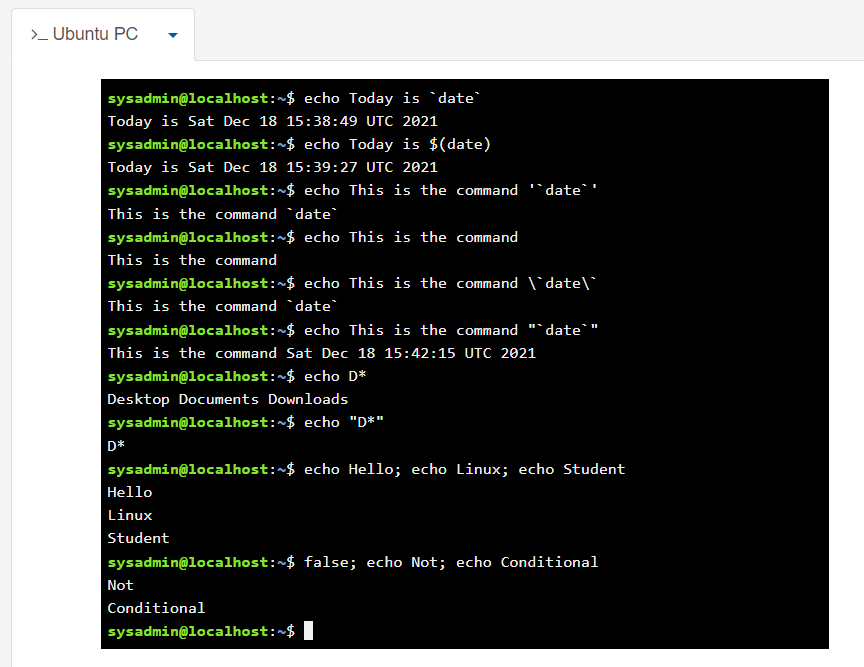 >_ Ubuntu PC
sysadmin@localhost:~$ echo Today is `date`
Today is Sat Dec 18 15:38:49 UTC 2021
sysadmin@localhost:~$ echo Today is $(date)
Today is Sat Dec 18 15:39:27 UTC 2021
sysadmin@localhost:~$ echo This is the command '`date`'
This is the command `date`
sysadmin@localhost:~$ echo This is the command
This is the command
sysadmin@localhost:~$ echo This is the command \`date\`
This is the command `date`
sysadmin@localhost:~$ echo This is the command "`date`"
This is the command Sat Dec 18 15:42:15 UTC 2021
sysadmin@localhost:~$ echo D*
Desktop Documents Downloads
sysadmin@localhost:~$ echo "D*"
D*
sysadmin@localhost:~$ echo Hello; echo Linux; echo Student
Hello
Linux
Student
sysadmin@localhost:~$ false; echo Not; echo Conditional
Not
Conditional
sysadmin@localhost:~$